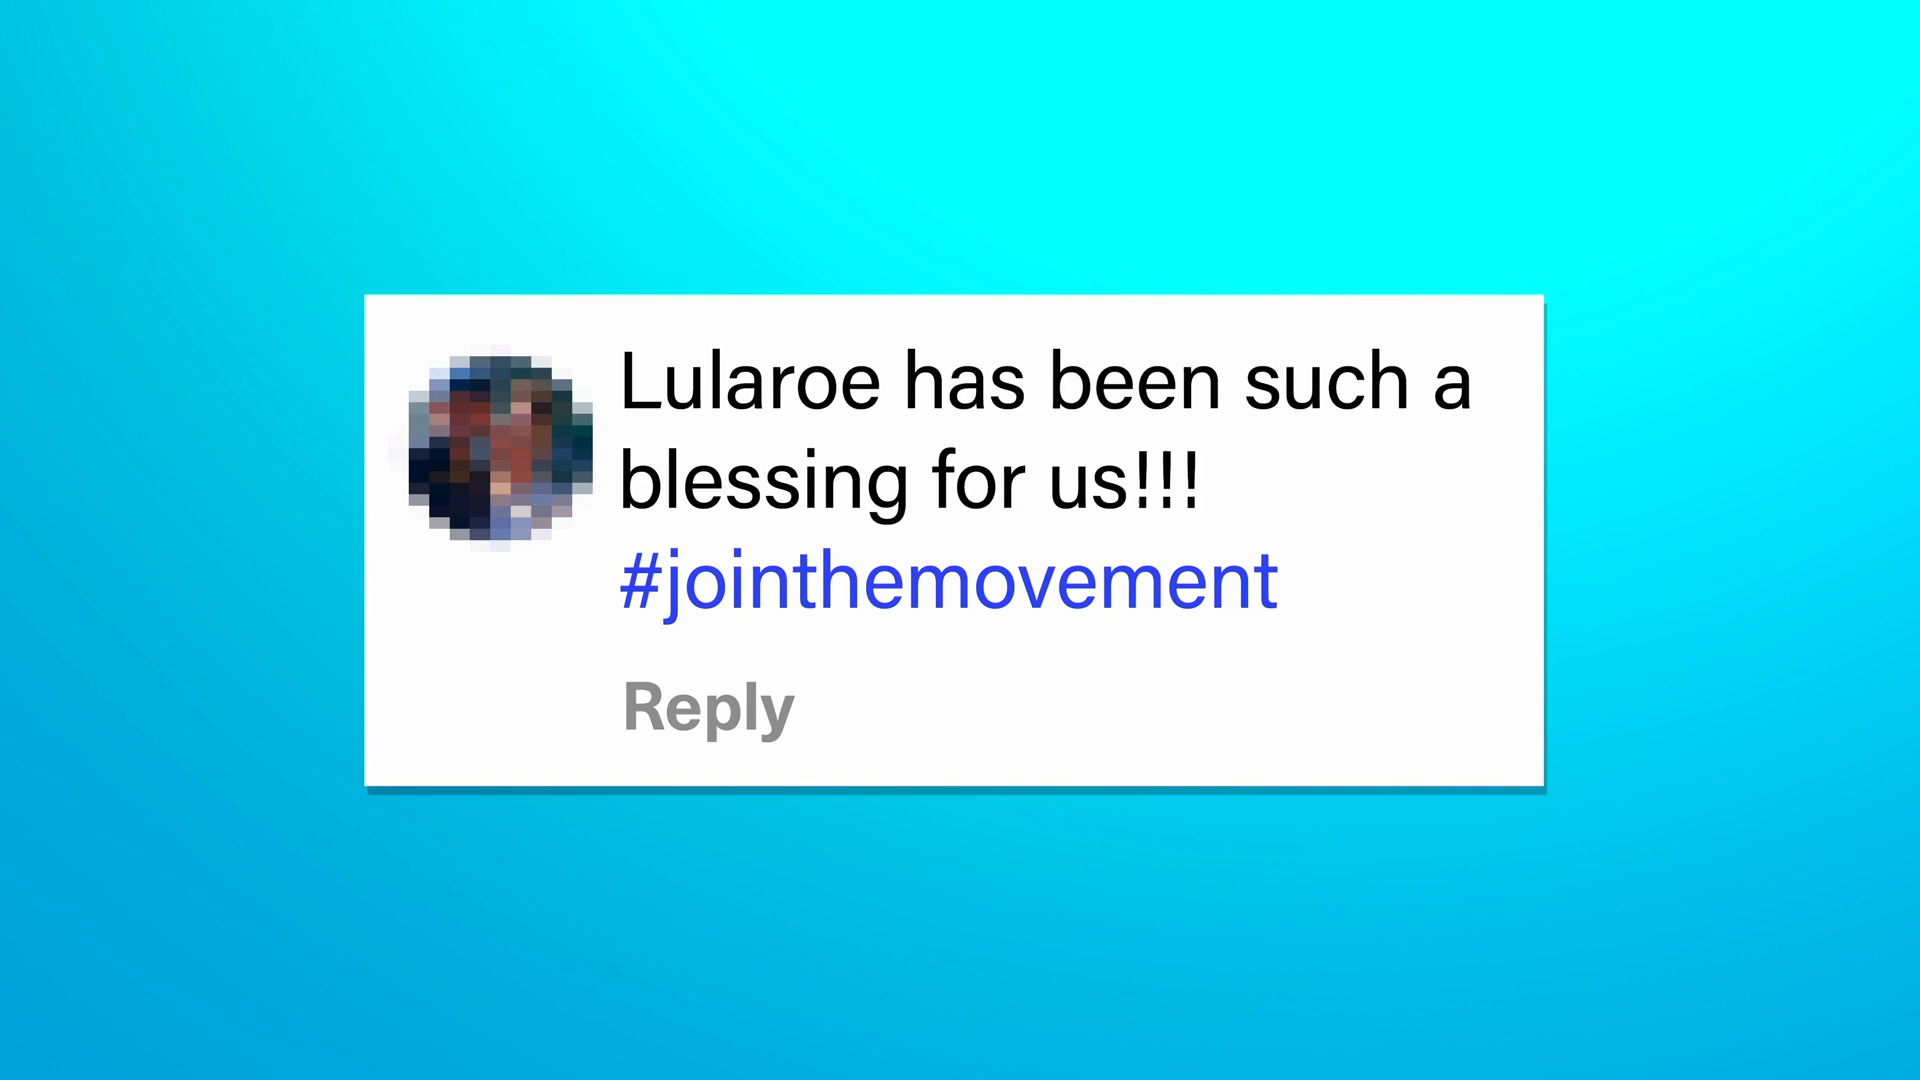 Lularoe has been such a
blessing for us!!!
#jointhemovement
Reply